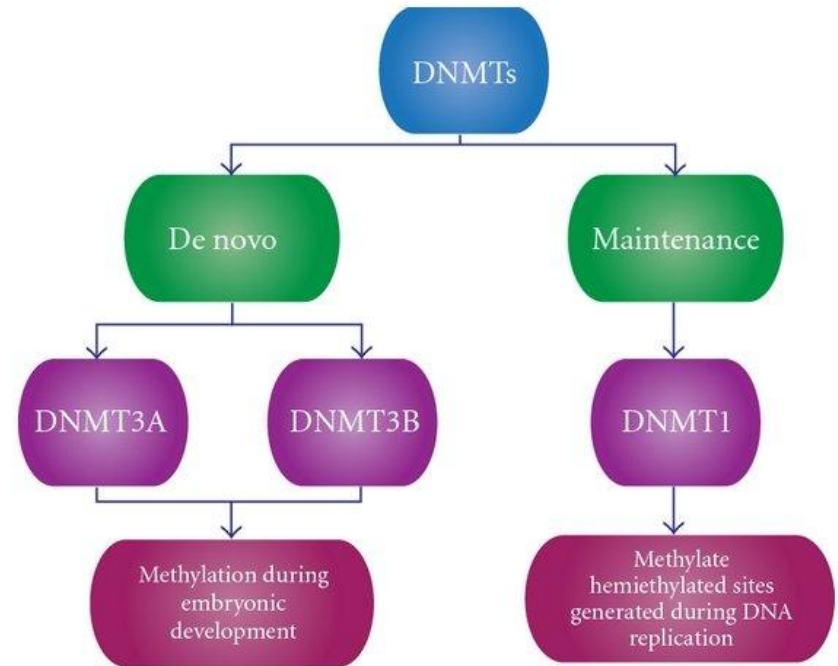 DNMTs
De novo
Maintenance
DNMT3A
DNMT3B
DNMT1
Methylation during
embryonic
development
Methylate
hemiethylated sites
generated during DNA
replication